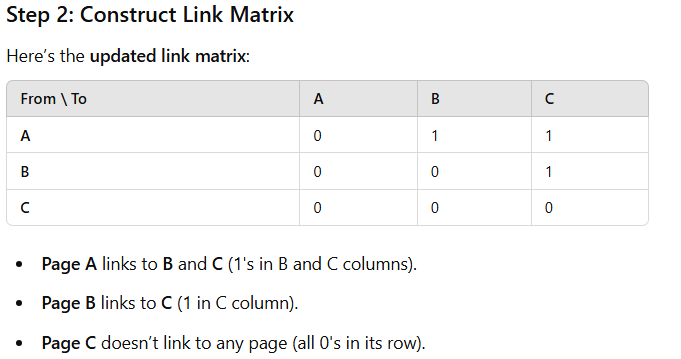 Step 2: Construct Link Matrix
Here’s the updated link matrix:
From \ To A B C
A 0 1 1
B 0 0 1
C 0 0 0
• Page A links to B and C (1's in B and C columns).
• Page B links to C (1 in C column).
• Page C doesn’t link to any page (all 0's in its row).